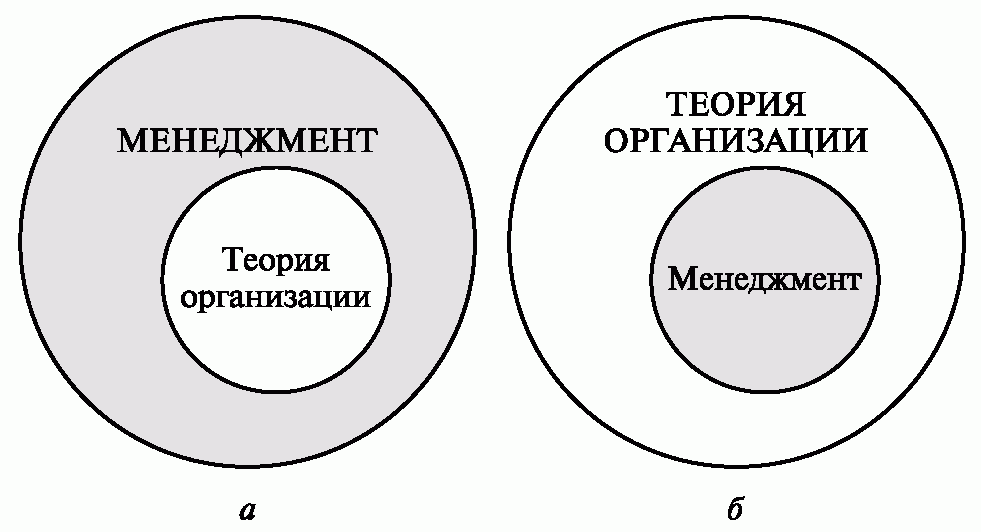 МЕНЕДЖМЕНТ
Теория
организации
а
ТЕОРИЯ
ОРГАНИЗАЦИИ
Менеджмент
б